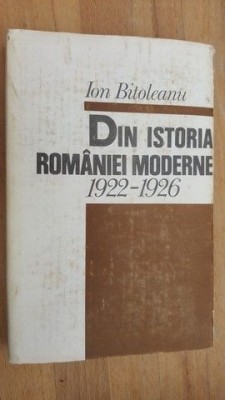 Ion Bitoleanu
DIN ISTORIA
ROMÂNIEI MODERNE
1922-1926